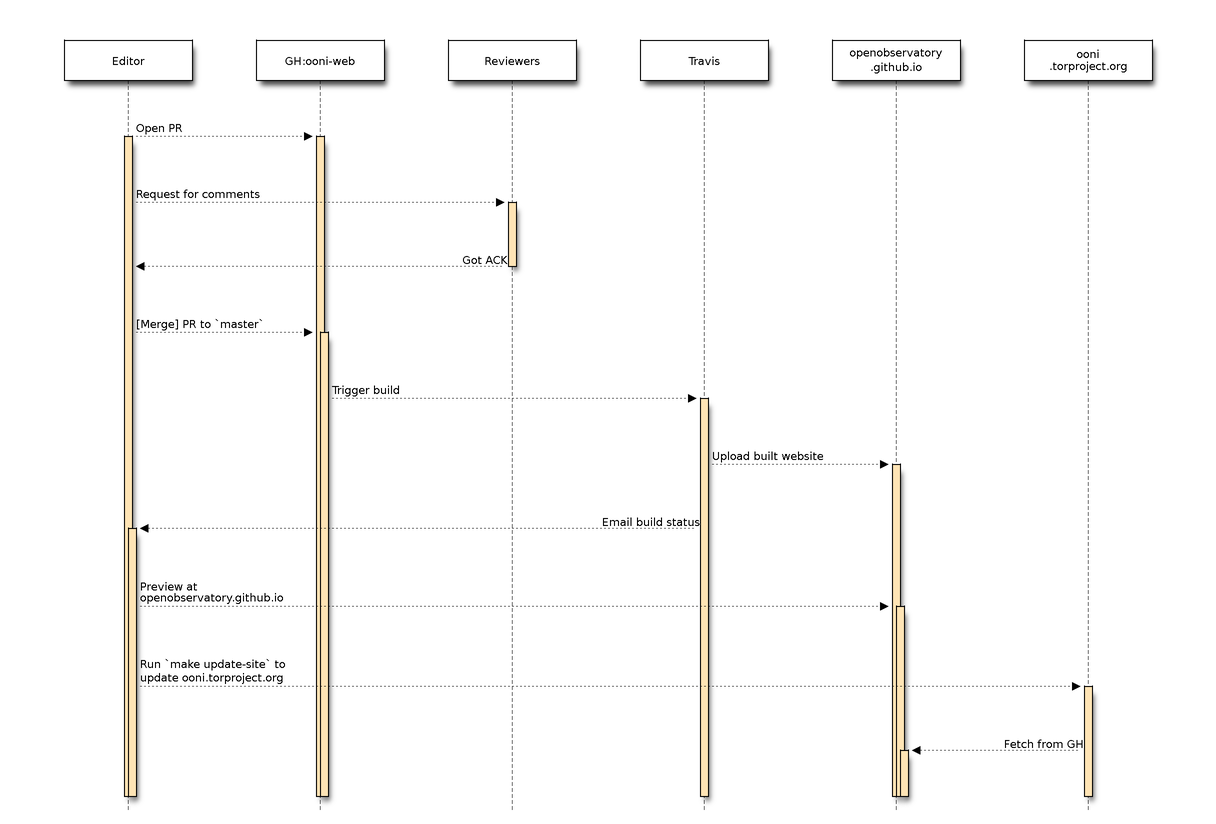 Editor
GH:ooni-web
Reviewers
Travis
openobservatory
.github.io
ooni
.torproject.org
Open PR
Request for comments
Got ACK
[Merge] PR to `master`
Trigger build
Upload built website
Email build status
Preview at
openobservatory.github.io
Run `make update-site` to
update ooni.torproject.org
Fetch from GH